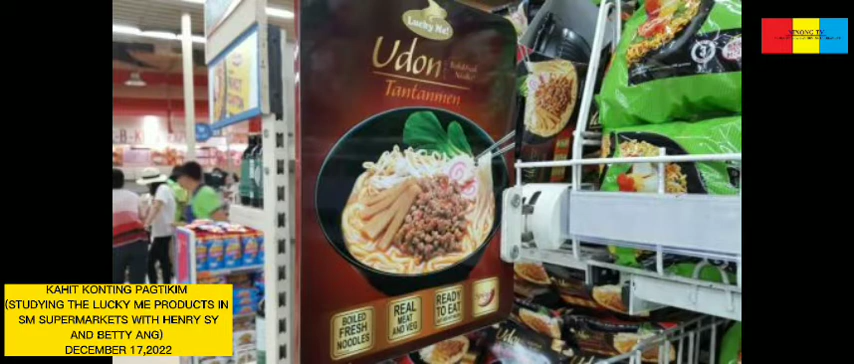 Lucky Me!
Udon
Tantanmen
BOILED
FRESH
NOODLES
REAL
MEAT
AND VEG
READY
TO EAT
KAHIT KONTING PAGTIKIM
(STUDYING THE LUCKY ME PRODUCTS IN
SM SUPERMARKETS WITH HENRY SY
AND BETTY ANG)
DECEMBER 17,2022